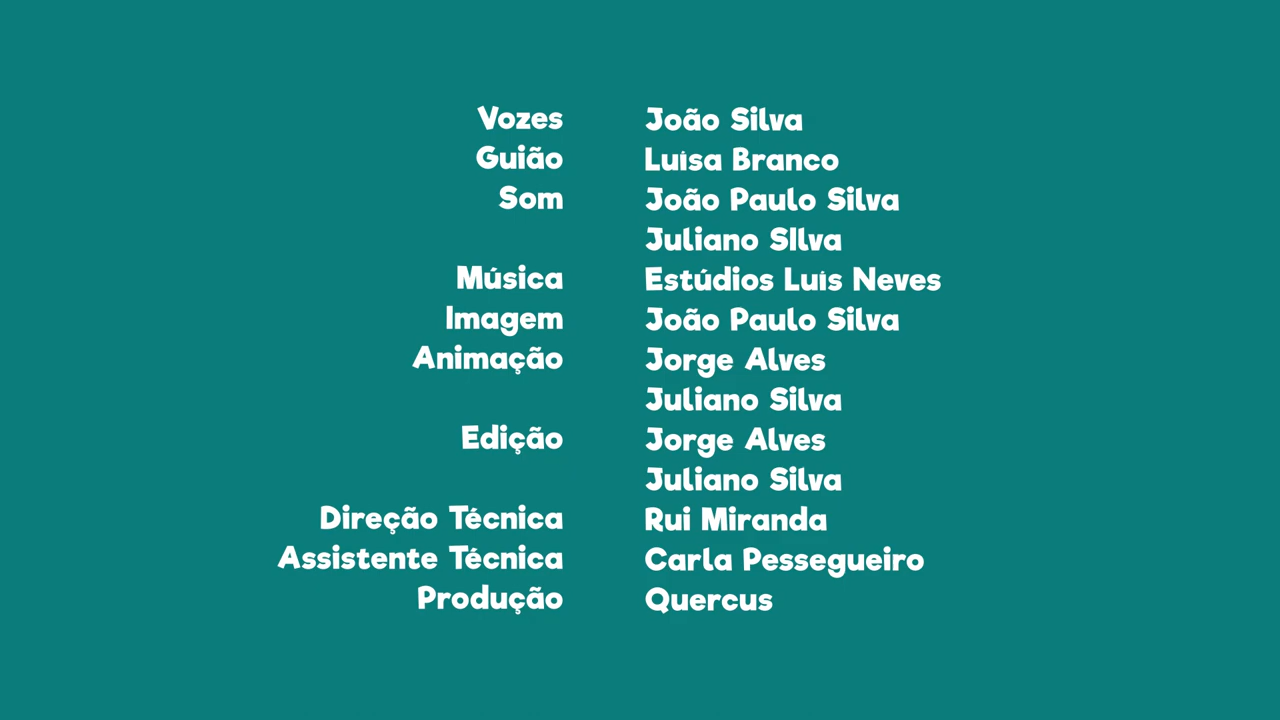 Vozes João Silva
Guião Luísa Branco
Som João Paulo Silva
Juliano SIlva
Música Estúdios Luís Neves
Imagem João Paulo Silva
Animação Jorge Alves
Juliano Silva
Edição Jorge Alves
Juliano Silva
Direção Técnica Rui Miranda
Assistente Técnica Carla Pessegueiro
Produção Quercus